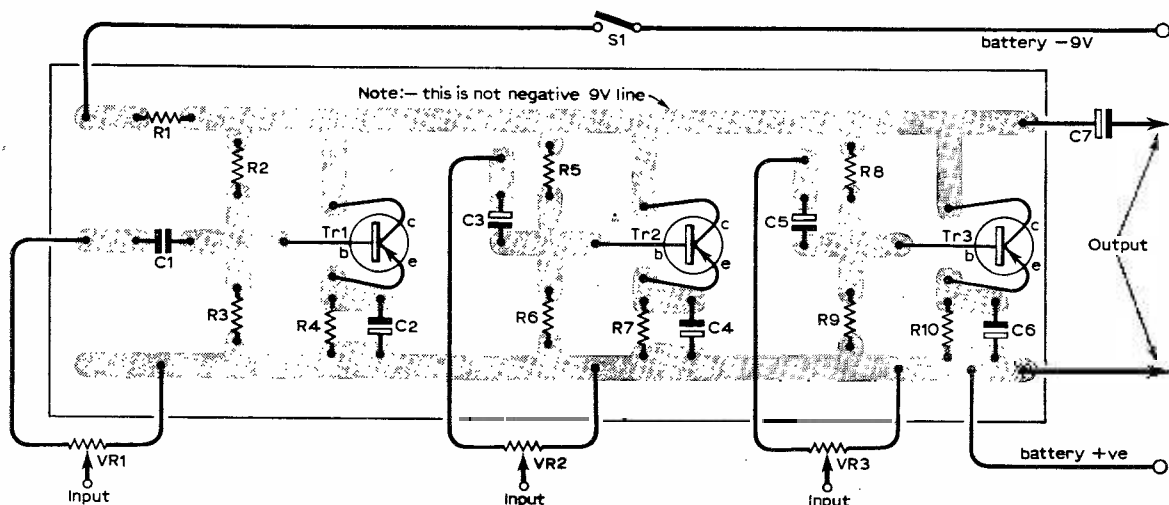 S1
battery -9V
Note:- this is not negative 9V line
R1
C7
R2
R5
R8
C3
C5
Tr1
c
b
e
Tr2
c
b
e
Tr3
c
b
e
C1
Output
R3
R4
C2
R6
R7
C4
R9
R10
C6
VR1
Input
VR2
Input
VR3
Input
battery +ve